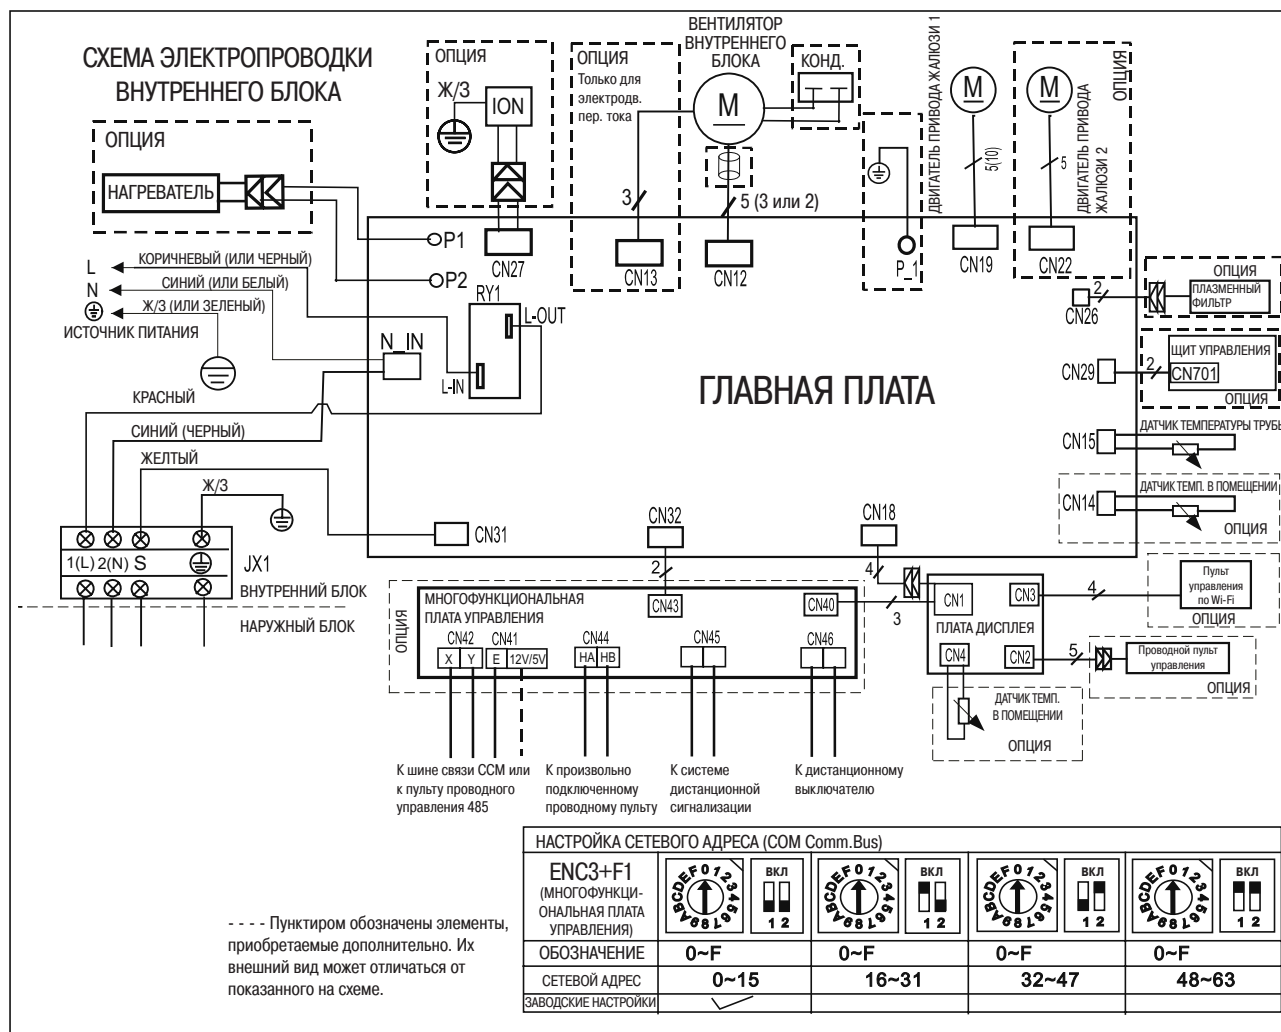 СХЕМА ЭЛЕКТРОПРОВОДКИ
ВНУТРЕННЕГО БЛОКА
ОПЦИЯ
НАГРЕВАТЕЛЬ
ОПЦИЯ
Ж/З
ION
CN27
ОПЦИЯ
Только для
электродв.
пер. тока
3
CN13
ВЕНТИЛЯТОР
ВНУТРЕННЕГО
БЛОКА
M
КОНД.
5 (3 или 2)
CN12
P_1
ДВИГАТЕЛЬ ПРИВОДА ЖАЛЮЗИ 1
M
5(10)
CN19
M
5
ДВИГАТЕЛЬ ПРИВОДА
ЖАЛЮЗИ 2
ОПЦИЯ
CN22
P1
P2
L
КОРИЧНЕВЫЙ (ИЛИ ЧЕРНЫЙ)
N
СИНИЙ (ИЛИ БЕЛЫЙ)
Ж/З (ИЛИ ЗЕЛЕНЫЙ)
ИСТОЧНИК ПИТАНИЯ
RY1
L-OUT
L-IN
N_IN
ГЛАВНАЯ ПЛАТА
CN26
2
ОПЦИЯ
ПЛАЗМЕННЫЙ
ФИЛЬТР
CN29
2
ЩИТ УПРАВЛЕНИЯ
CN701
ОПЦИЯ
CN15
ДАТЧИК ТЕМПЕРАТУРЫ ТРУБЫ
CN14
ДАТЧИК ТЕМП. В ПОМЕЩЕНИИ
ОПЦИЯ
КРАСНЫЙ
СИНИЙ (ЧЕРНЫЙ)
ЖЕЛТЫЙ
Ж/З
CN31
CN32
CN18
1(L) 2(N) S
JX1
ВНУТРЕННИЙ БЛОК
НАРУЖНЫЙ БЛОК
2
4
3
ОПЦИЯ
МНОГОФУНКЦИОНАЛЬНАЯ
ПЛАТА УПРАВЛЕНИЯ
CN43
CN40
CN42
CN41
CN44
CN45
CN46
X Y
E 12V/5V
HA HB
CN1
CN3
ПЛАТА ДИСПЛЕЯ
CN4
CN2
4
Пульт
управления
по Wi-Fi
ОПЦИЯ
5
Проводной пульт
управления
ОПЦИЯ
ДАТЧИК ТЕМП.
В ПОМЕЩЕНИИ
ОПЦИЯ
К шине связи CCM или
к пульту проводного
управления 485
К произвольно
подключенному
проводному пульту
К системе
дистанционной
сигнализации
К дистанционному
выключателю
- - - - Пунктиром обозначены элементы,
приобретаемые дополнительно. Их
внешний вид может отличаться от
показанного на схеме.
НАСТРОЙКА СЕТЕВОГО АДРЕСА (COM Comm.Bus)
ENC3+F1
(МНОГОФУНКЦИ-
ОНАЛЬНАЯ ПЛАТА
УПРАВЛЕНИЯ)
0123456789ABCDEF
ВКЛ
1 2
0123456789ABCDEF
ВКЛ
1 2
0123456789ABCDEF
ВКЛ
1 2
0123456789ABCDEF
ВКЛ
1 2
ОБОЗНАЧЕНИЕ 0~F 0~F 0~F 0~F
СЕТЕВОЙ АДРЕС 0~15 16~31 32~47 48~63
ЗАВОДСКИЕ НАСТРОЙКИ